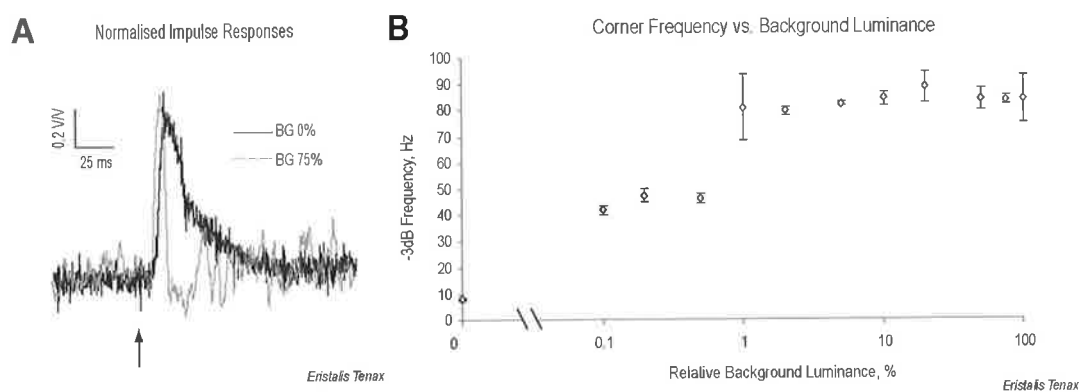 A
Normalised Impulse Responses
0,2 V/V
25 ms
BG 0%
BG 75%
Eristalis Tenax
B
Corner Frequency vs. Background Luminance
-3dB Frequency, Hz
100
90
80
70
60
50
40
30
20
10
0
0
0,1
1
10
100
Relative Background Luminance, %
Eristalis Tenax